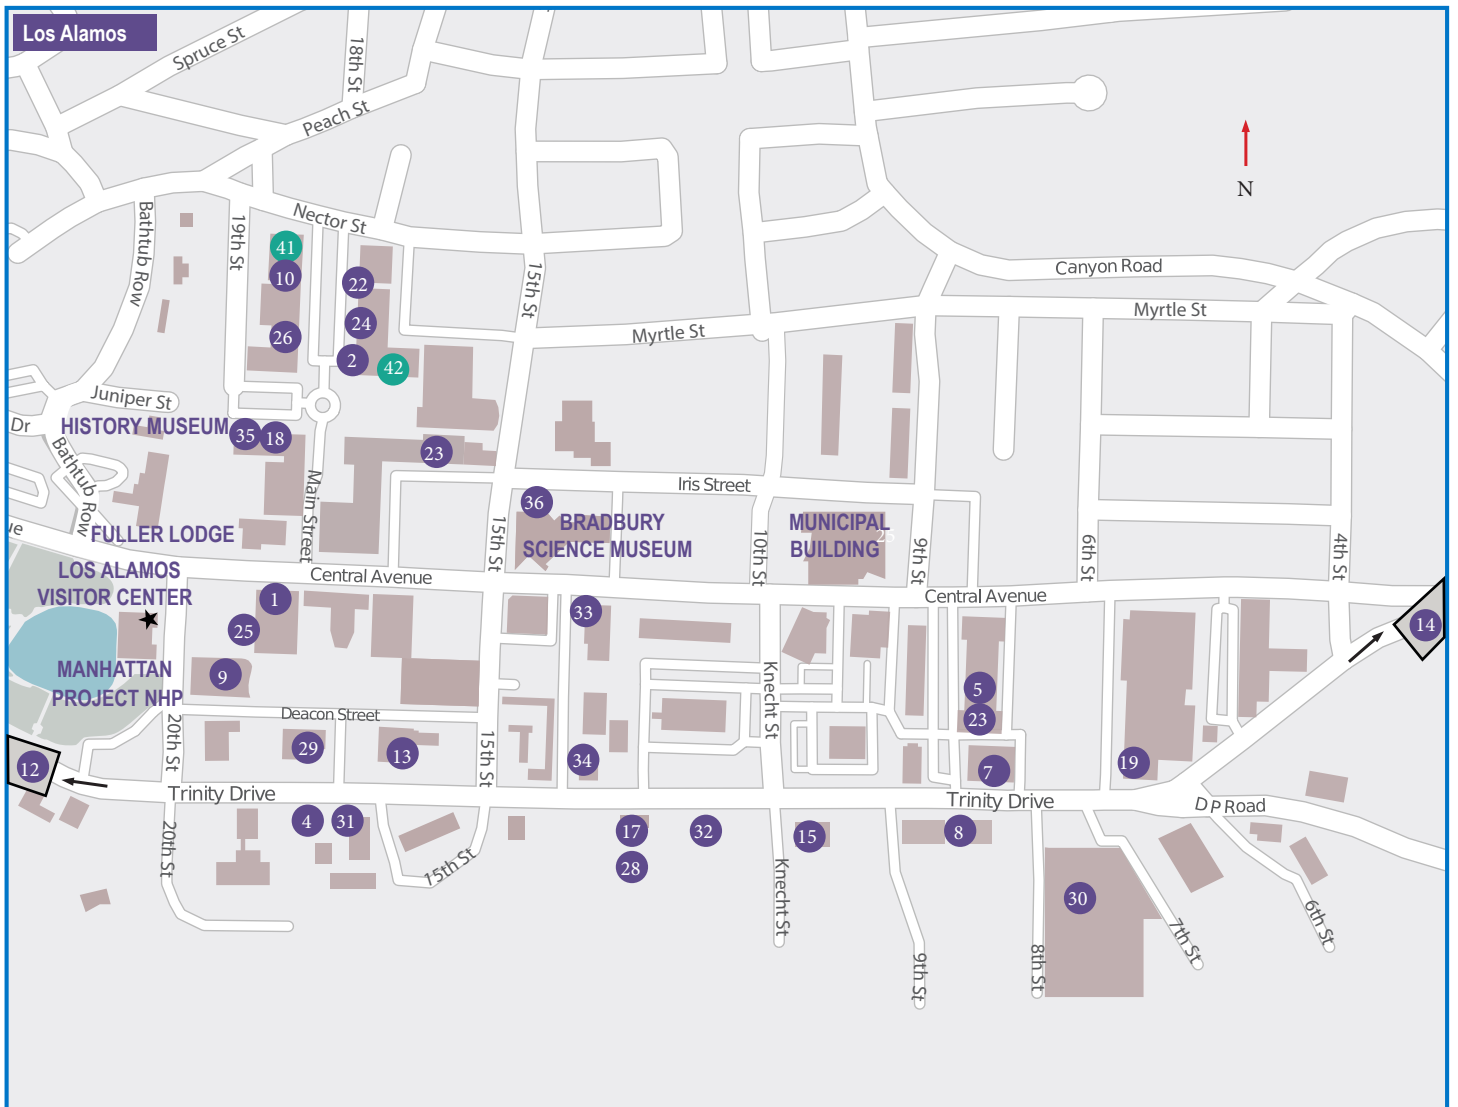 Los Alamos
Spruce St
18th St
Peach St
N
Nector St
Bathtub Row
19th St
41
10
22
15th St
Canyon Road
Myrtle St
Myrtle St
24
26
2
42
Juniper St
Dr
HISTORY MUSEUM
35
18
23
Bathtub Row
Main Street
Iris Street
36
BRADBURY
SCIENCE MUSEUM
MUNICIPAL
BUILDING
25
15th St
10th St
9th St
6th St
4th St
ue
FULLER LODGE
LOS ALAMOS
VISITOR CENTER
Central Avenue
Central Avenue
1
25
33
14
9
MANHATTAN
PROJECT NHP
Knecht St
5
23
Deacon Street
20th St
15th St
29
13
34
7
19
12
Trinity Drive
Trinity Drive
DP Road
4
31
17
32
15
8
28
20th St
15th St
Knecht St
30
9th St
8th St
7th St
6th St